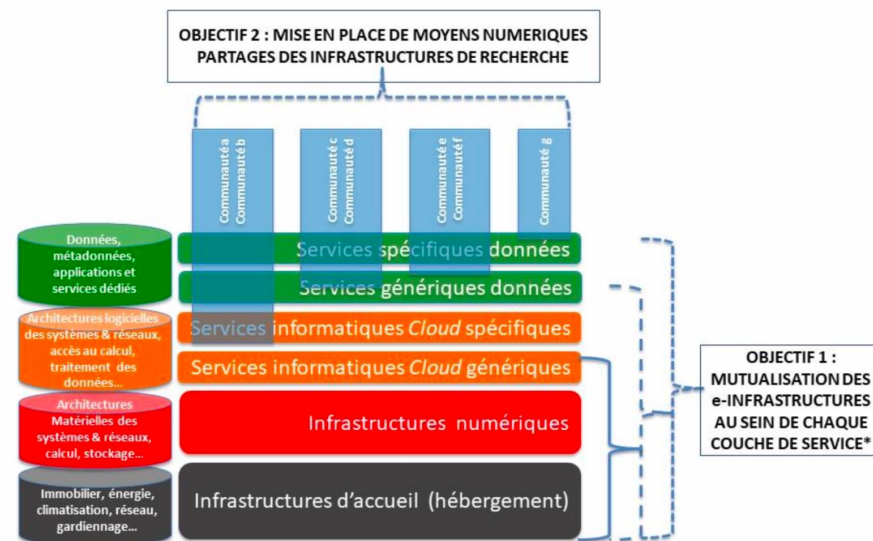 OBJECTIF 2 : MISE EN PLACE DE MOYENS NUMERIQUES
PARTAGES DES INFRASTRUCTURES DE RECHERCHE
Communauté a
Communauté b
Communauté c
Communauté d
Communauté e
Communauté f
Communauté g
Données,
métadonnées,
applications et
services dédiés
Services spécifiques données
Services génériques données
Architectures logicielles
des systèmes & réseaux,
accès au calcul,
traitement des
données...
Services informatiques Cloud spécifiques
Services informatiques Cloud génériques
Architectures
Matérielles des
systèmes & réseaux,
calcul, stockage...
Infrastructures numériques
Immobilier, énergie,
climatisation, réseau,
gardiennage...
Infrastructures d'accueil (hébergement)
OBJECTIF 1 :
MUTUALISATION DES
e-INFRASTRUCTURES
AU SEIN DE CHAQUE
COUCHE DE SERVICE*